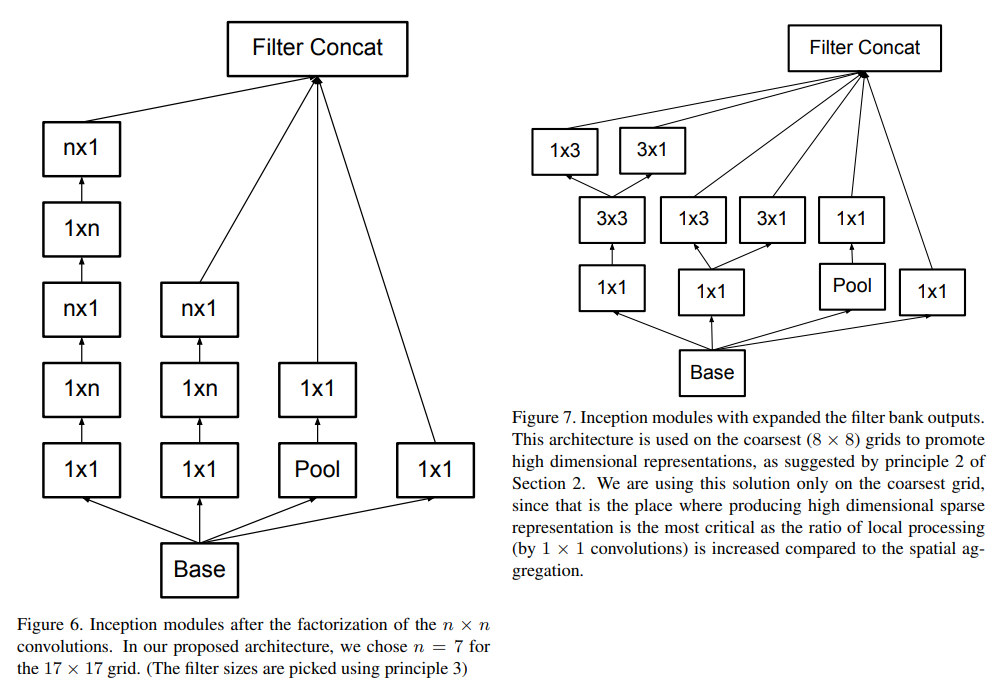 Filter Concat
nx1
1xn
nx1
nx1
1xn
1xn
1x1
1x1
1x1
Pool
1x1
Base
Figure 6. Inception modules after the factorization of the n × n
convolutions. In our proposed architecture, we chose n = 7 for
the 17 × 17 grid. (The filter sizes are picked using principle 3)
Filter Concat
1x3
3x1
3x3
1x3
3x1
1x1
1x1
1x1
Pool
1x1
Base
Figure 7. Inception modules with expanded the filter bank outputs.
This architecture is used on the coarsest (8 × 8) grids to promote
high dimensional representations, as suggested by principle 2 of
Section 2. We are using this solution only on the coarsest grid,
since that is the place where producing high dimensional sparse
representation is the most critical as the ratio of local processing
(by 1 × 1 convolutions) is increased compared to the spatial ag-
gregation.